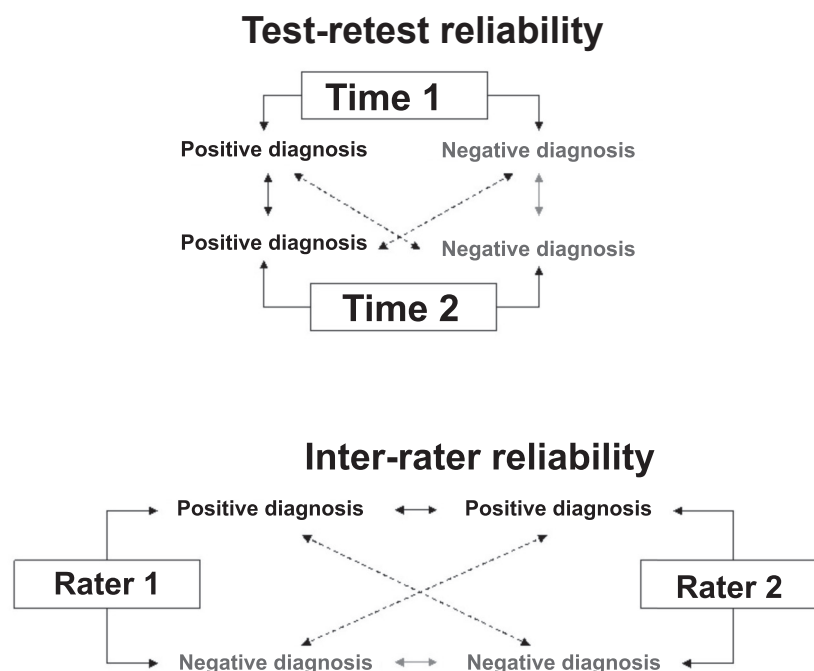 Test-retest reliability
Time 1
Positive diagnosis Negative diagnosis
Positive diagnosis Negative diagnosis
Time 2
Inter-rater reliability
Positive diagnosis Positive diagnosis
Rater 1 Rater 2
Negative diagnosis Negative diagnosis